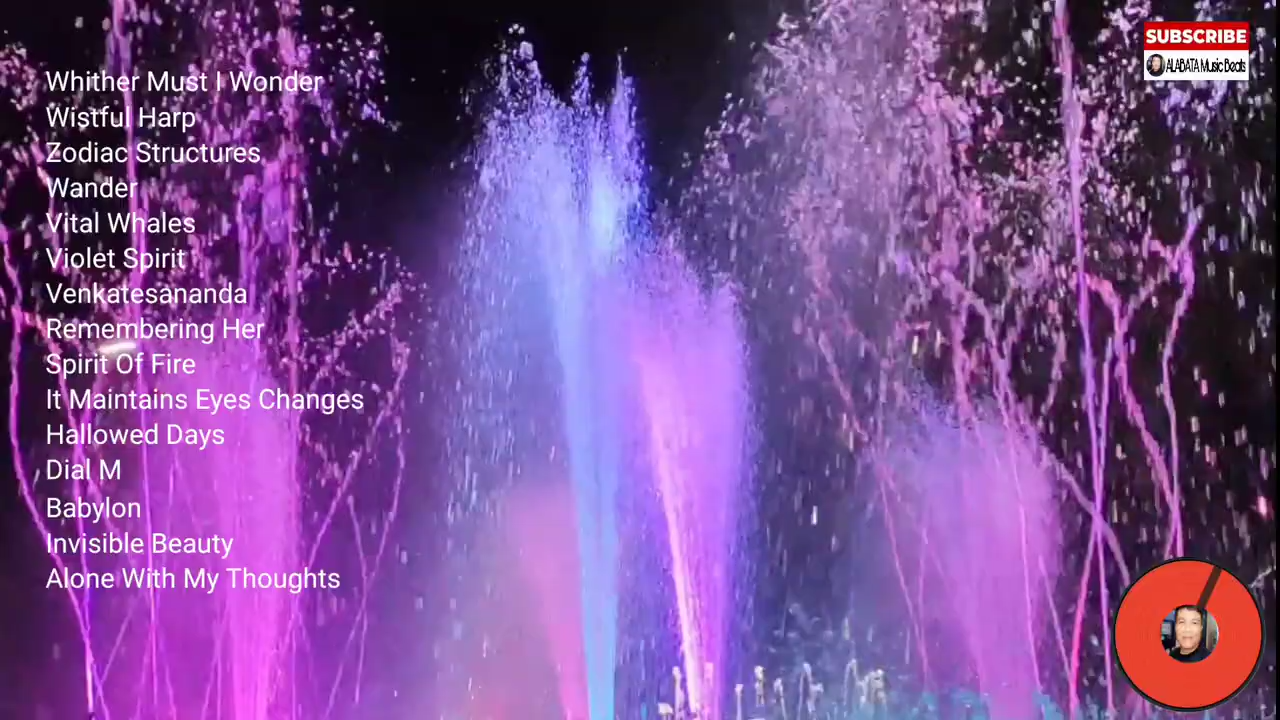 Whither Must I Wonder
Wistful Harp
Zodiac Structures
Wander
Vital Whales
Violet Spirit
Venkatesananda
Remembering Her
Spirit Of Fire
It Maintains Eyes Changes
Hallowed Days
Dial M
Babylon
Invisible Beauty
Alone With My Thoughts
SUBSCRIBE
ALABATA Music Beats